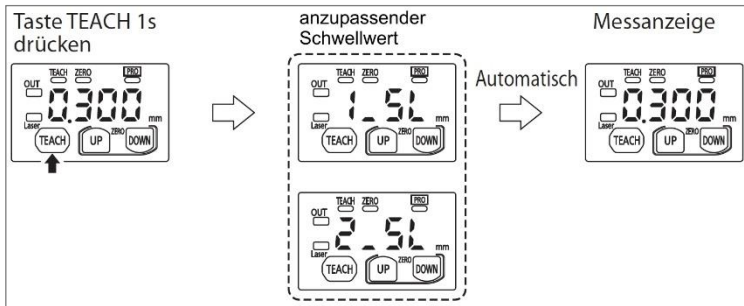 Taste TEACH 1s
drücken
anzupassender
Schwellwert
Messanzeige
Automatisch
TEACH ZERO PRO
OUT
0.300
mm
Laser
TEACH UP ZERO DOWN
TEACH ZERO PRO
OUT
1_SL
mm
Laser
TEACH UP ZERO DOWN
TEACH ZERO PRO
OUT
2_SL
mm
Laser
TEACH UP ZERO DOWN
TEACH ZERO PRO
OUT
0.300
mm
Laser
TEACH UP ZERO DOWN